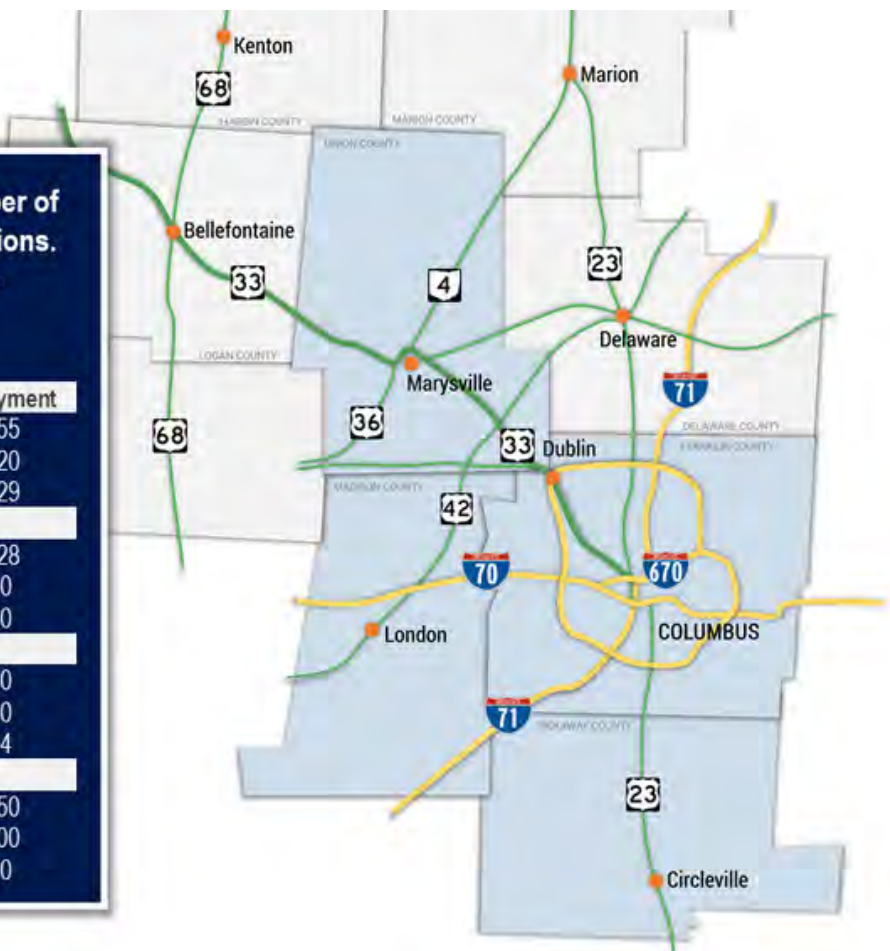 er of
ions.
yment
55
20
29
28
0
0
0
0
4
50
00
0
Kenton
68
HARDIN COUNTY
Marion
MARION COUNTY
UNION COUNTY
Bellefontaine
33
4
23
Delaware
LOGAN COUNTY
Marysville
71
36
68
33
Dublin
DELAWARE COUNTY
FRANKLIN COUNTY
MADISON COUNTY
42
70
670
London
COLUMBUS
71
PICKAWAY COUNTY
23
Circleville